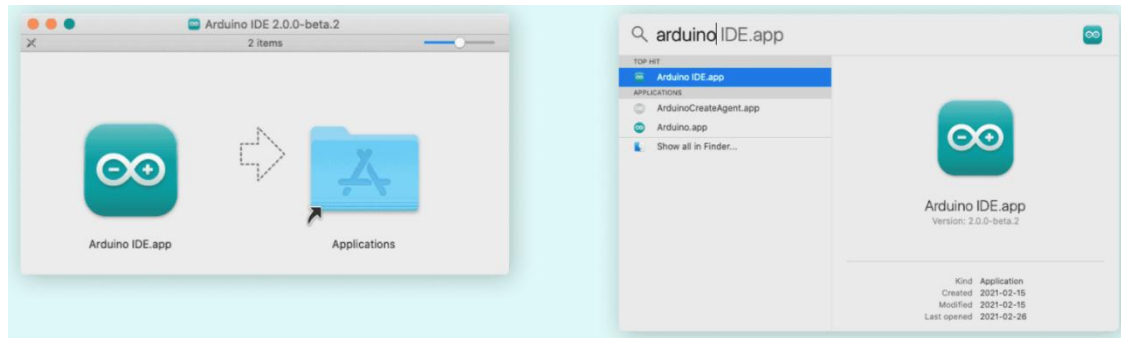 Arduino IDE 2.0.0-beta.2
2 items
Arduino IDE.app
Applications
arduino IDE.app
TOP HIT
Arduino IDE.app
APPLICATIONS
ArduinoCreateAgent.app
Arduino.app
Show all in Finder...
Arduino IDE.app
Version: 2.0.0-beta.2
Kind Application
Created 2021-02-15
Modified 2021-02-15
Last opened 2021-02-26